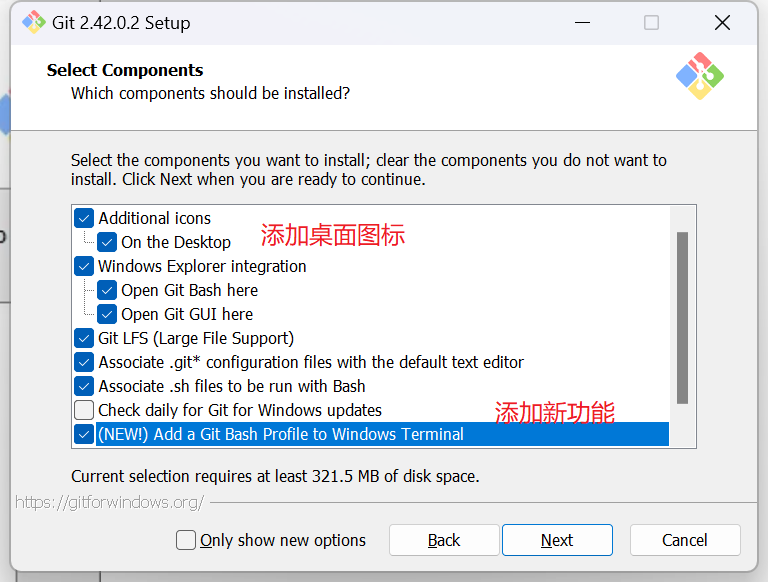 Git 2.42.0.2 Setup
Select Components
Which components should be installed?
Select the components you want to install; clear the components you do not want to
install. Click Next when you are ready to continue.
Additional icons
On the Desktop
添加桌面图标
Windows Explorer integration
Open Git Bash here
Open Git GUI here
Git LFS (Large File Support)
Associate .git* configuration files with the default text editor
Associate .sh files to be run with Bash
Check daily for Git for Windows updates
添加新功能
(NEW!) Add a Git Bash Profile to Windows Terminal
Current selection requires at least 321.5 MB of disk space.
https://gitforwindows.org/
Only show new options
Back
Next
Cancel